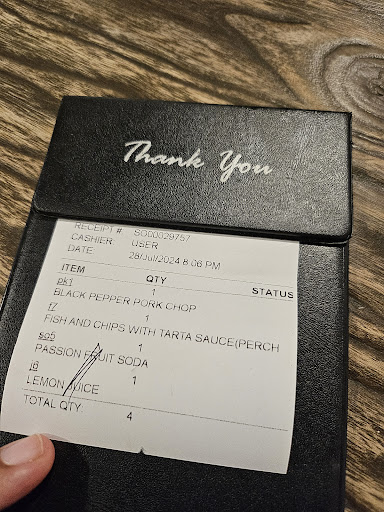 Thank You
RECEIPT # SO00029757
CASHIER USER
DATE 28/Jul/2024 8:06 PM
ITEM QTY STATUS
pk1 1
BLACK PEPPER PORK CHOP
f7 1
FISH AND CHIPS WITH TARTA SAUCE(PERCH
so5 1
PASSION FRUIT SODA
j6 1
LEMON JUICE
TOTAL QTY: 4